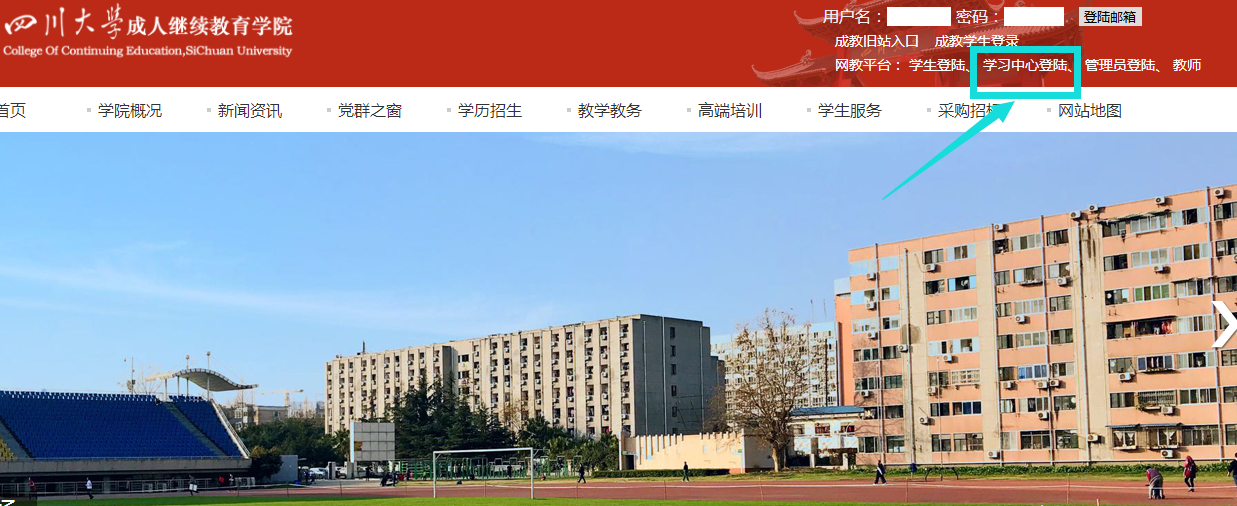 四川大学成人继续教育学院
College Of Continuing Education,SiChuan University
用户名： 密码： 登陆邮箱
成教旧站入口 成教学生登录
网教平台： 学生登陆、 学习中心登陆、 管理员登陆、 教师
首页 学院概况 新闻资讯 党群之窗 学历招生 教学教务 高端培训 学生服务 采购招标 网站地图